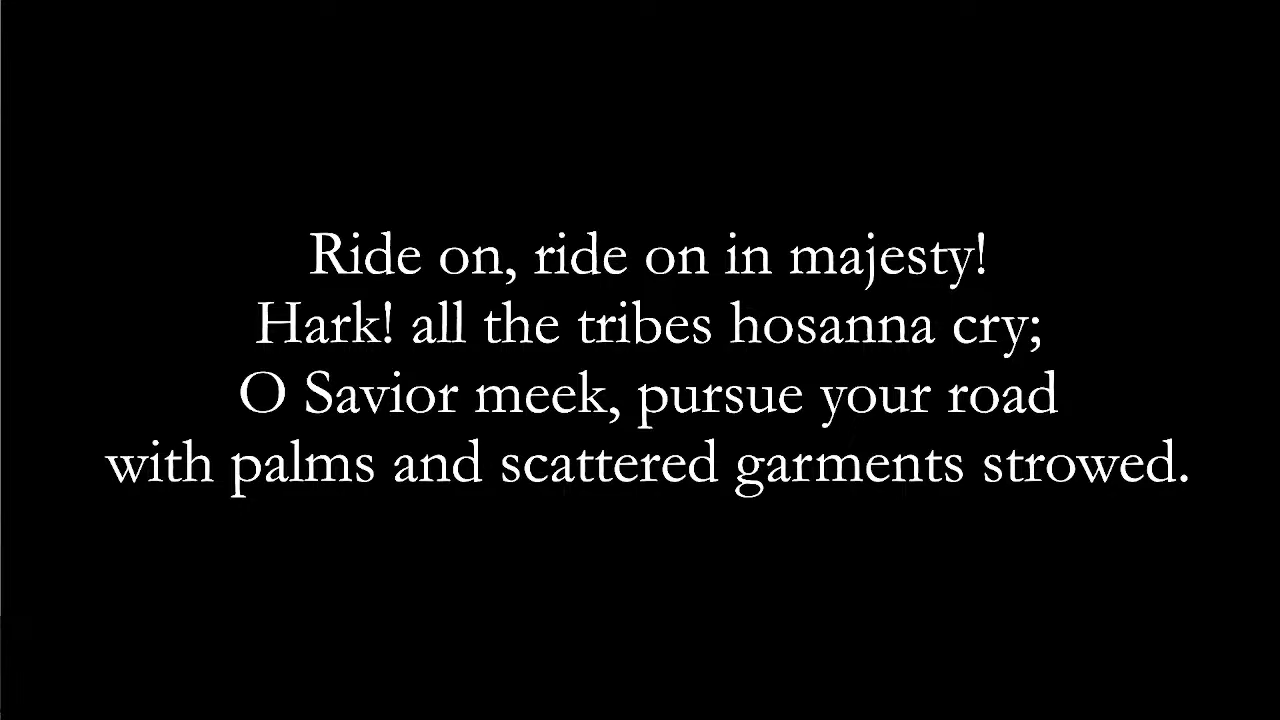 Ride on, ride on in majesty!
Hark! all the tribes hosanna cry;
O Savior meek, pursue your road
with palms and scattered garments strowed.